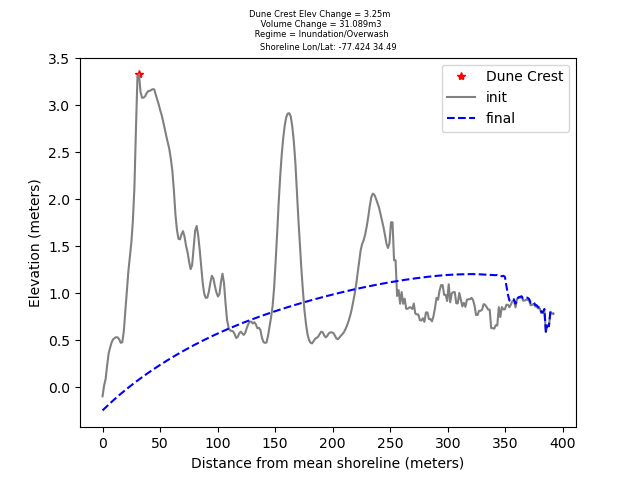 Dune Crest Elev Change = 3.25m
Volume Change = 31.089m3
Regime = Inundation/Overwash
Shoreline Lon/Lat: -77.424 34.49
Dune Crest
init
final
3.5
3.0
2.5
2.0
1.5
1.0
0.5
0.0
Elevation (meters)
0 50 100 150 200 250 300 350 400
Distance from mean shoreline (meters)